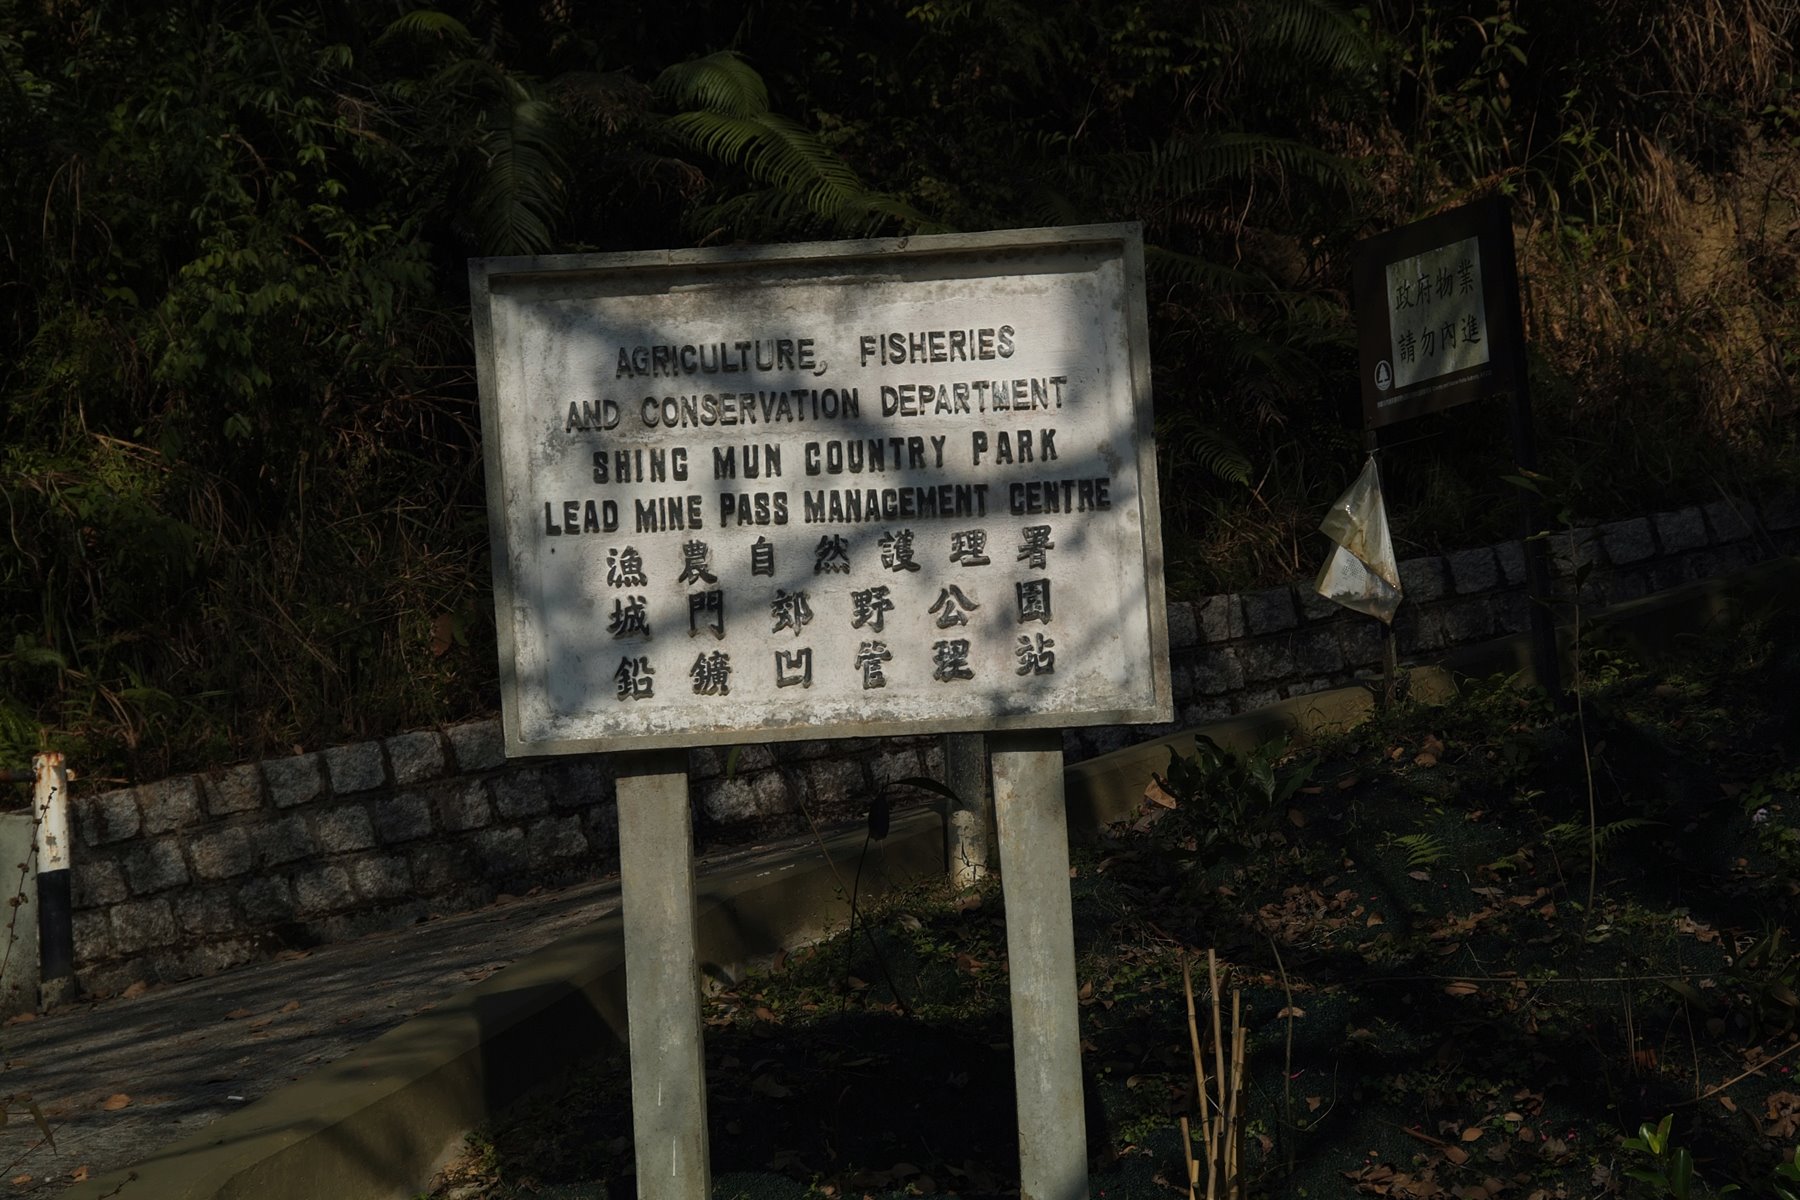 AGRICULTURE, FISHERIES
AND CONSERVATION DEPARTMENT
SHING MUN COUNTRY PARK
LEAD MINE PASS MANAGEMENT CENTRE
漁農自然護理署
城門郊野公園
鉛鑛凹管理站
政府物業
請勿內進